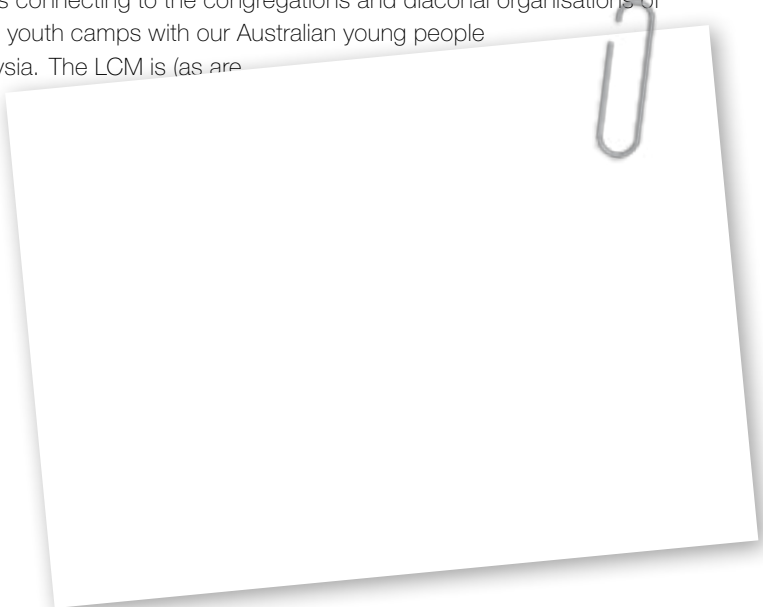 connecting to the congregations and diaconal organisations of
youth camps with our Australian young people
ysia. The LCM is (as are